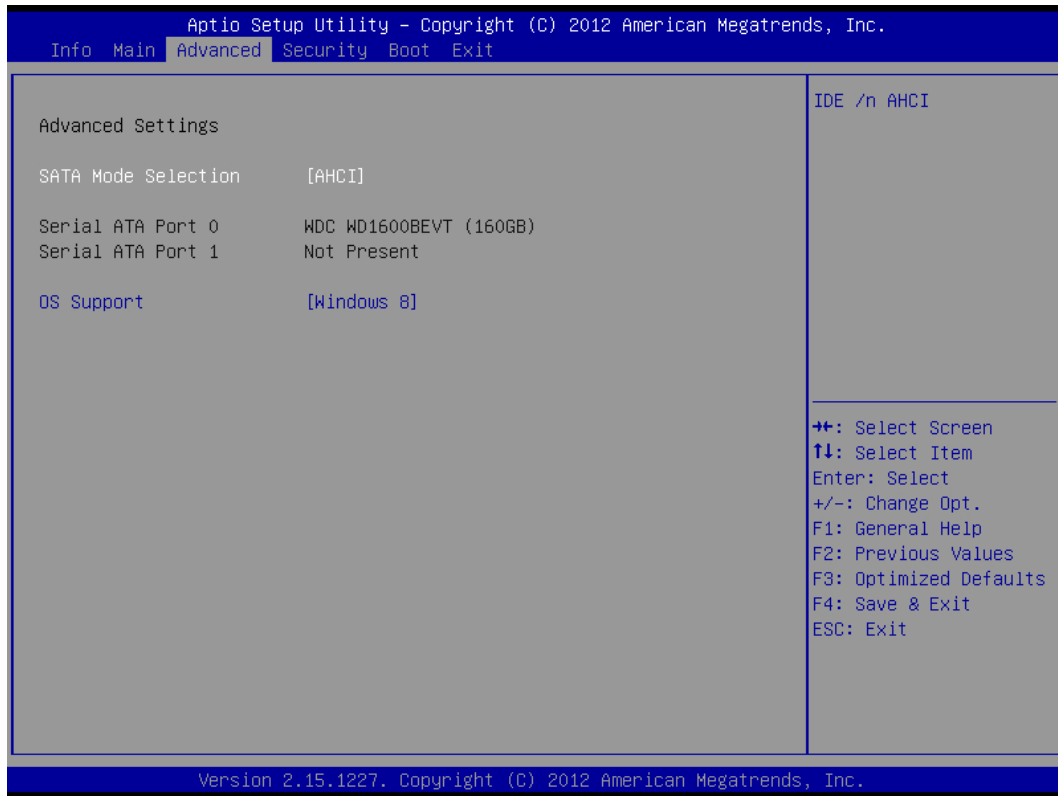 Aptio Setup Utility – Copyright (C) 2012 American Megatrends, Inc.
Info Main Advanced Security Boot Exit
Advanced Settings
SATA Mode Selection [AHCI]
Serial ATA Port 0 WDC WD1600BEVT (160GB)
Serial ATA Port 1 Not Present
OS Support [Windows 8]
IDE /n AHCI
→←: Select Screen
↑↓: Select Item
Enter: Select
+/-: Change Opt.
F1: General Help
F2: Previous Values
F3: Optimized Defaults
F4: Save & Exit
ESC: Exit
Version 2.15.1227. Copyright (C) 2012 American Megatrends, Inc.